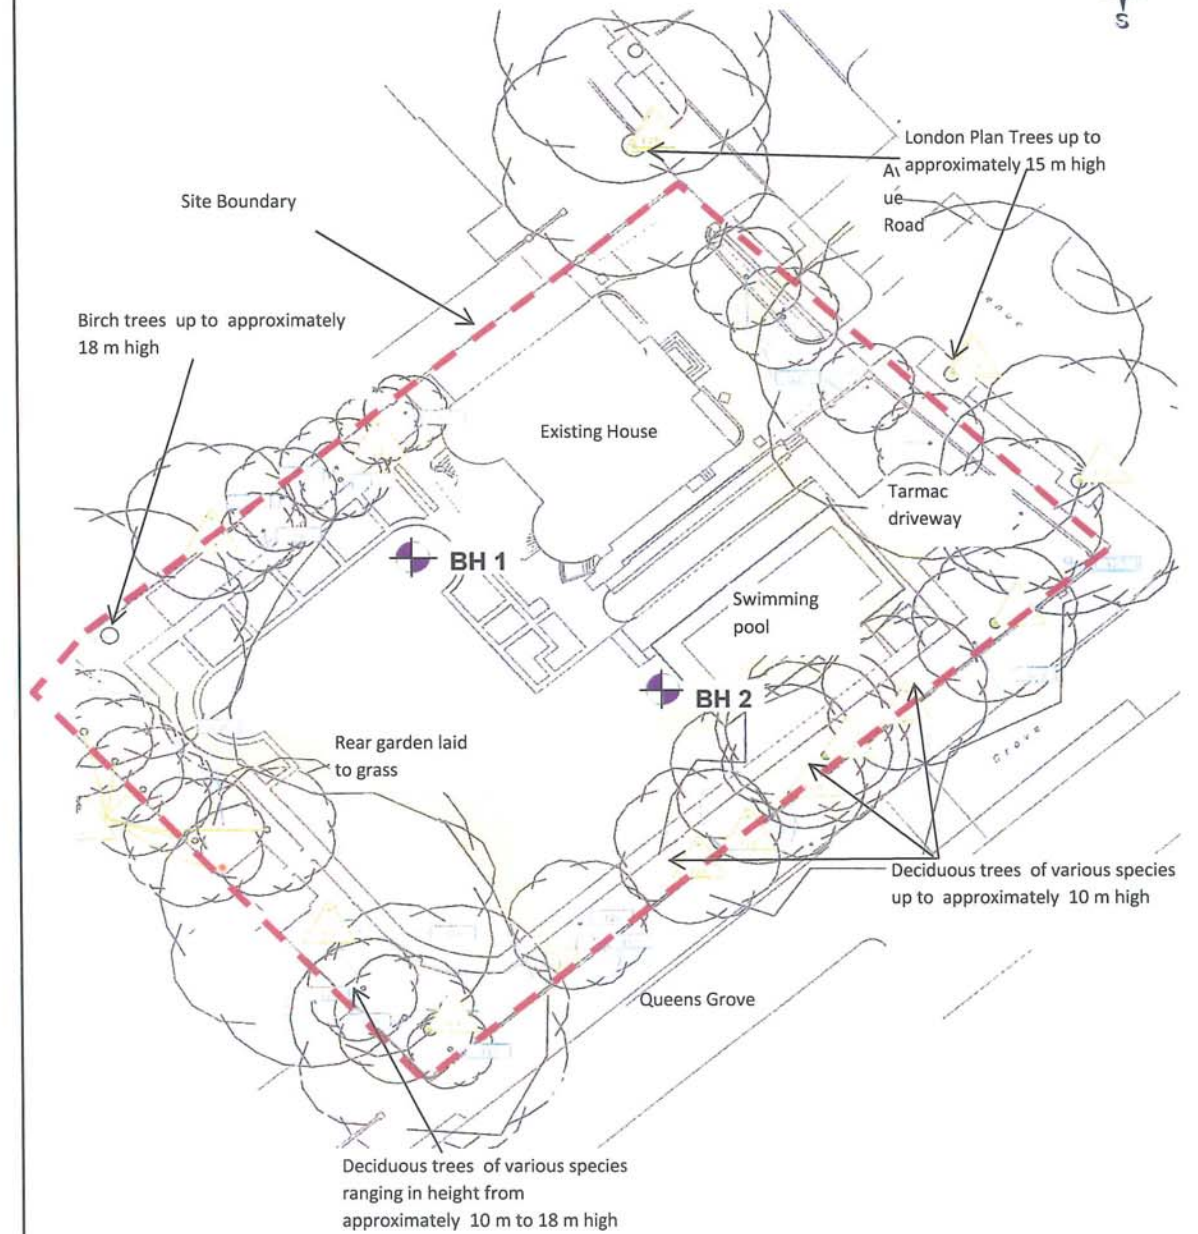 S
London Plan Trees up to
approximately 15 m high
Av
ue
Road
enue
Site Boundary
Birch trees up to approximately
18 m high
Existing House
Tarmac
driveway
BH 1
Swimming
pool
BH 2
Grove
Rear garden laid
to grass
Deciduous trees of various species
up to approximately 10 m high
Queens Grove
Deciduous trees of various species
ranging in height from
approximately 10 m to 18 m high